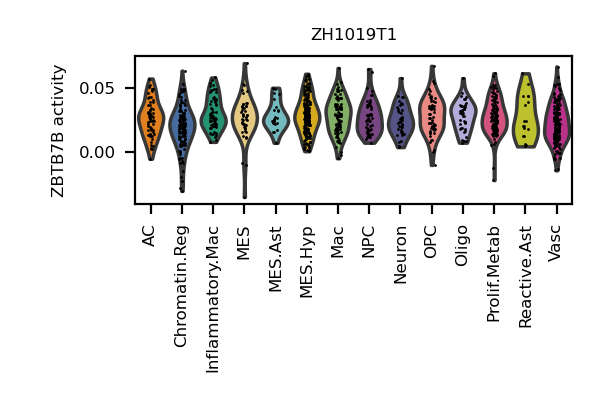 ZH1019T1
ZBTB7B activity
0.05
0.00
AC
Chromatin.Reg
Inflammatory.Mac
MES
MES.Ast
MES.Hyp
Mac
NPC
Neuron
OPC
Oligo
Prolif.Metab
Reactive.Ast
Vasc